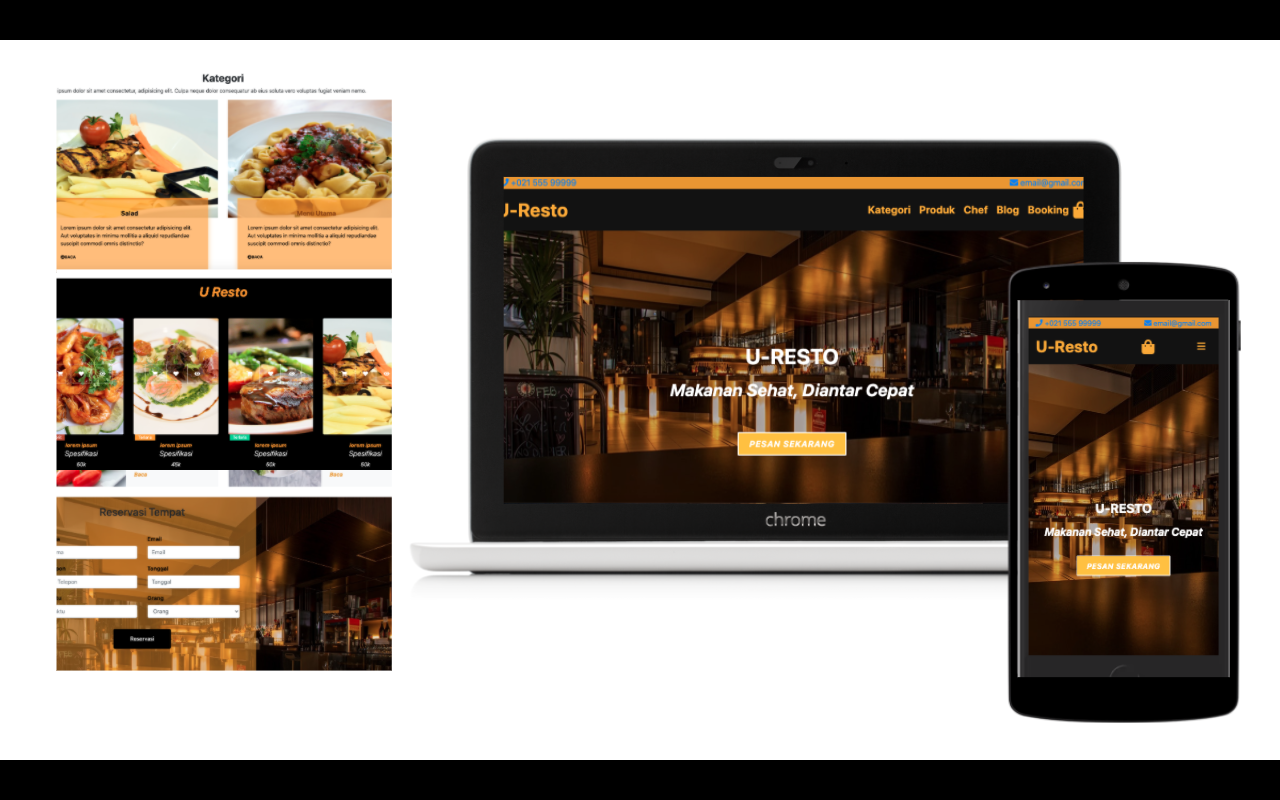 Kategori
ipsum dolor sit amet consectetur, adipisicing elit. Culpa neque dolor consequatur ab eius soluta vero voluptas fugiat veniam nemo.
Salad
Lorem ipsum dolor sit amet consectetur adipisicing elit.
Aut voluptates in minima mollitia a aliquid repudiandae
suscipit commodi omnis distinctio?
BACA
Menu Utama
Lorem ipsum dolor sit amet consectetur adipisicing elit.
Aut voluptates in minima mollitia a aliquid repudiandae
suscipit commodi omnis distinctio?
BACA
U Resto
lorem ipsum
Spesifikasi
60k
lorem ipsum
Spesifikasi
45k
lorem ipsum
Spesifikasi
60k
lorem ipsum
Spesifikasi
60k
Baca
Baca
Reservasi Tempat
Email
Email
Tanggal
Telepon
Tanggal
Orang
Orang
Reservasi
+021 555 99999
email@gmail.com
U-Resto
Kategori Produk Chef Blog Booking
COFFEE
U-RESTO
Makanan Sehat, Diantar Cepat
PESAN SEKARANG
chrome
+021 555 99999
email@gmail.com
U-Resto
U-RESTO
Makanan Sehat, Diantar Cepat
PESAN SEKARANG